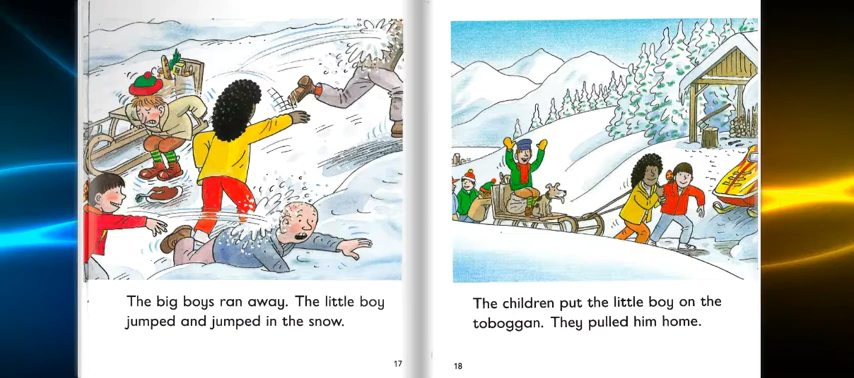 The big boys ran away. The little boy
jumped and jumped in the snow.
17
The children put the little boy on the
toboggan. They pulled him home.
18